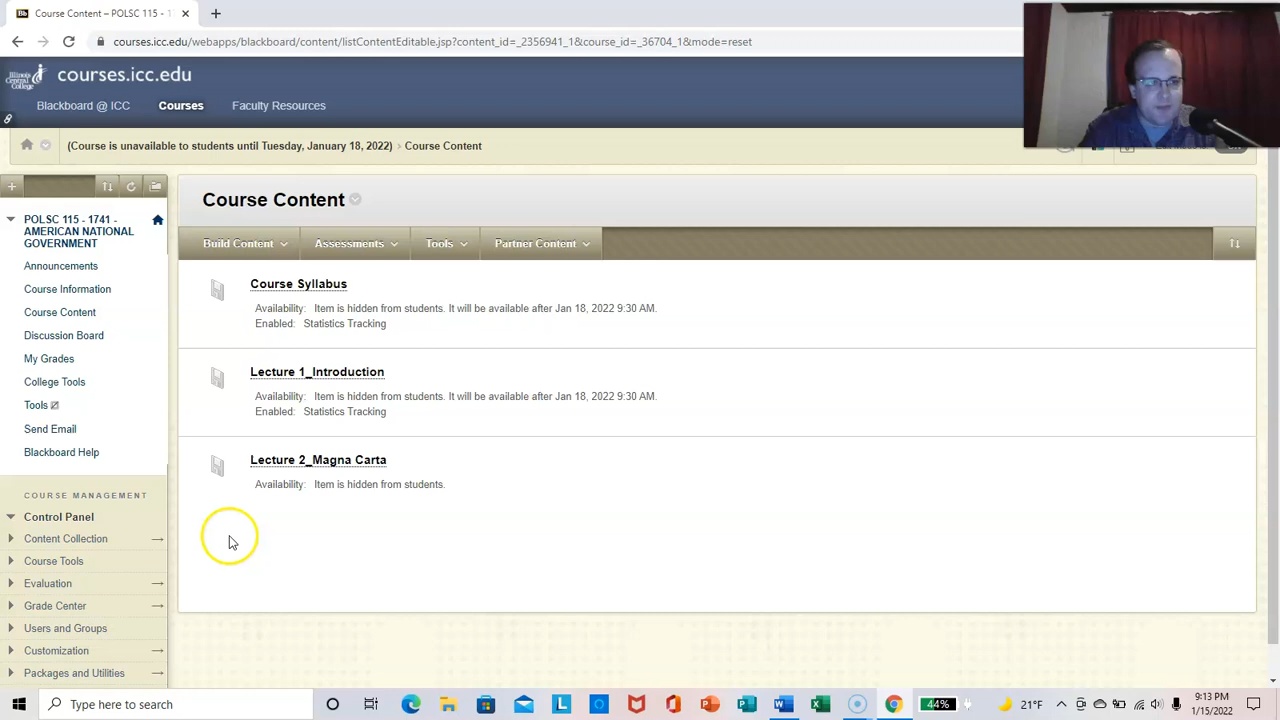 Bb Course Content – POLSC 115 - 1
courses.icc.edu/webapps/blackboard/content/listContentEditable.jsp?content_id=_2356941_1&course_id=_36704_1&mode=reset
Illinois Central College courses.icc.edu
Blackboard @ ICC Courses Faculty Resources
(Course is unavailable to students until Tuesday, January 18, 2022) > Course Content
POLSC 115 - 1741 -
AMERICAN NATIONAL
GOVERNMENT
Announcements
Course Information
Course Content
Discussion Board
My Grades
College Tools
Tools
Send Email
Blackboard Help
COURSE MANAGEMENT
Control Panel
Content Collection
Course Tools
Evaluation
Grade Center
Users and Groups
Customization
Packages and Utilities
Course Content
Build Content Assessments Tools Partner Content
Course Syllabus
Availability: Item is hidden from students. It will be available after Jan 18, 2022 9:30 AM.
Enabled: Statistics Tracking
Lecture 1_Introduction
Availability: Item is hidden from students. It will be available after Jan 18, 2022 9:30 AM.
Enabled: Statistics Tracking
Lecture 2_Magna Carta
Availability: Item is hidden from students.
Type here to search
44%
21°F
9:13 PM
1/15/2022